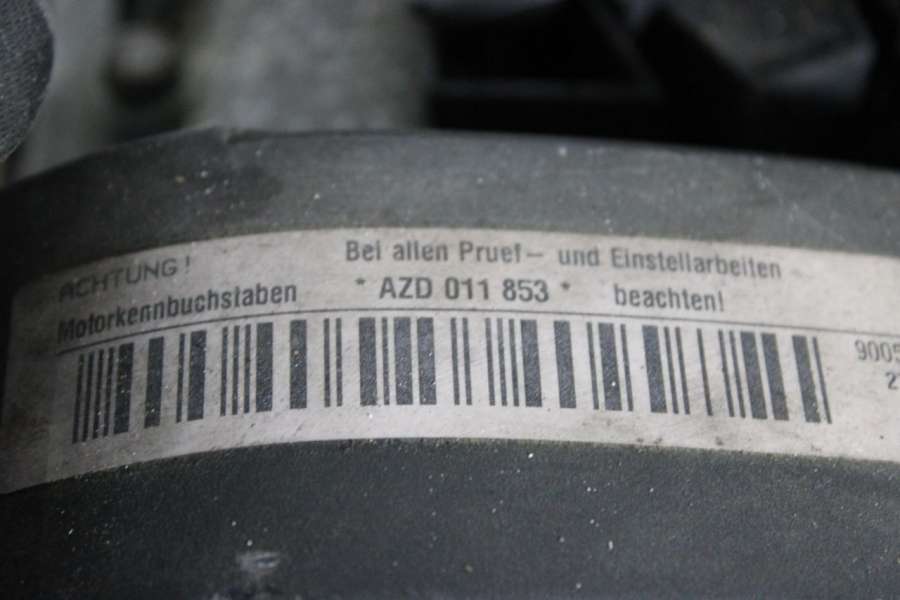 ACHTUNG! Bei allen Pruef- und Einstellarbeiten
Motorkennbuchstaben * AZD 011 853 * beachten!